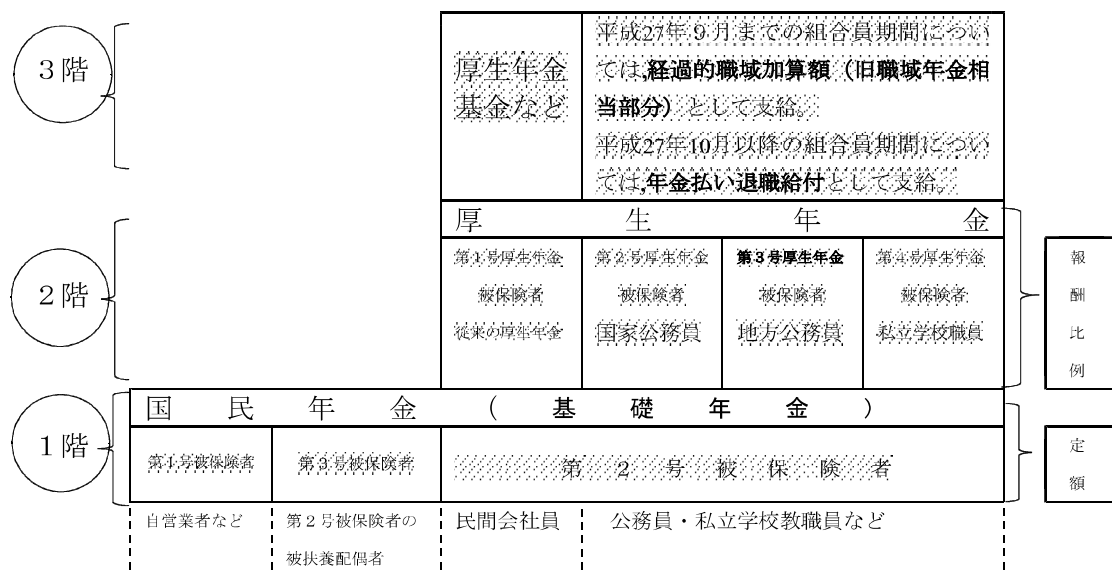 3階
厚生年金
基金など
平成27年9月までの組合員期間につい
ては,経過的職域加算額（旧職域年金相
当部分）として支給。
平成27年10月以降の組合員期間につい
ては,年金払い退職給付として支給。
2階
厚生年金
第1号厚生年金
被保険者
従来の厚生年金
第2号厚生年金
被保険者
国家公務員
第3号厚生年金
被保険者
地方公務員
第4号厚生年金
被保険者
私立学校職員
報
酬
比
例
1階
国民年金（基礎年金）
第1号被保険者
第3号被保険者
第2号被保険者
定
額
自営業者など
第2号被保険者の
被扶養配偶者
民間会社員
公務員・私立学校教職員など